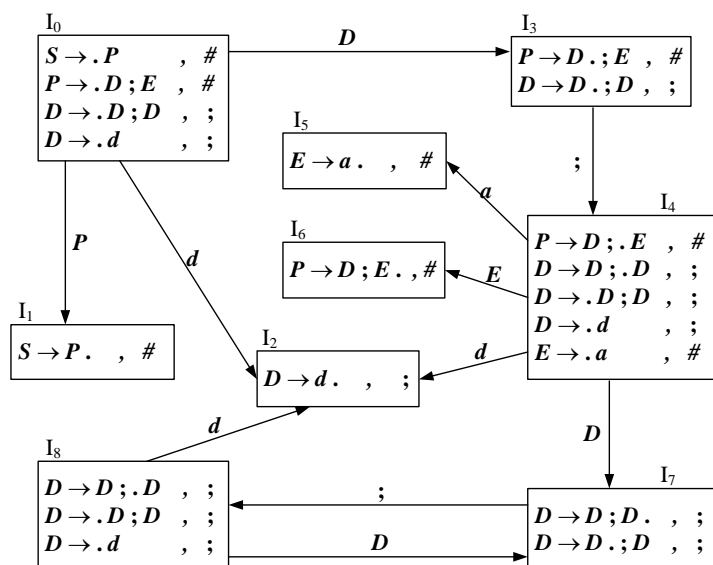 I0
S → . P , #
P → . D ; E , #
D → . D ; D , ;
D → . d , ;
D
I3
P → D . ; E , #
D → D . ; D , ;
I5
E → a . , #
a
;
I4
P → D ; . E , #
D → D ; . D , ;
D → . D ; D , ;
D → . d , ;
E → . a , #
I6
P → D ; E . , #
E
P
d
I1
S → P . , #
I2
D → d . , ;
d
d
D
I8
D → D ; . D , ;
D → . D ; D , ;
D → . d , ;
;
D
I7
D → D ; D . , ;
D → D . ; D , ;